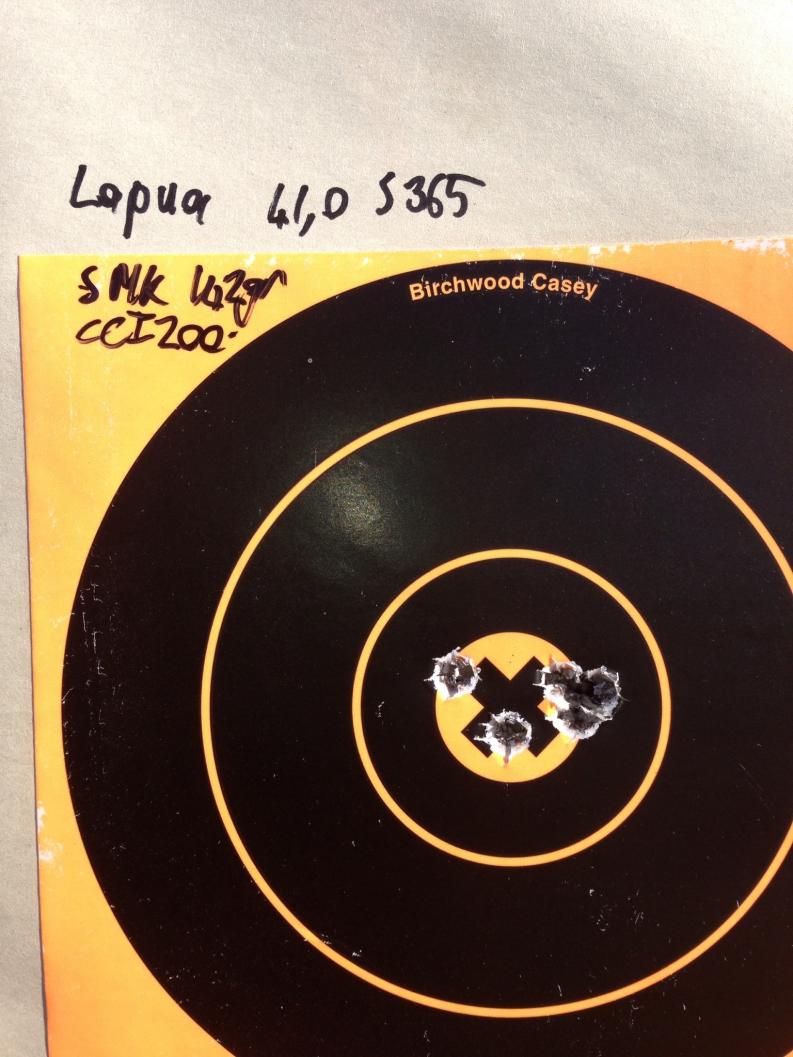 Lapua 41,0 S365
SMK 142gr
CCI200
Birchwood Casey
X